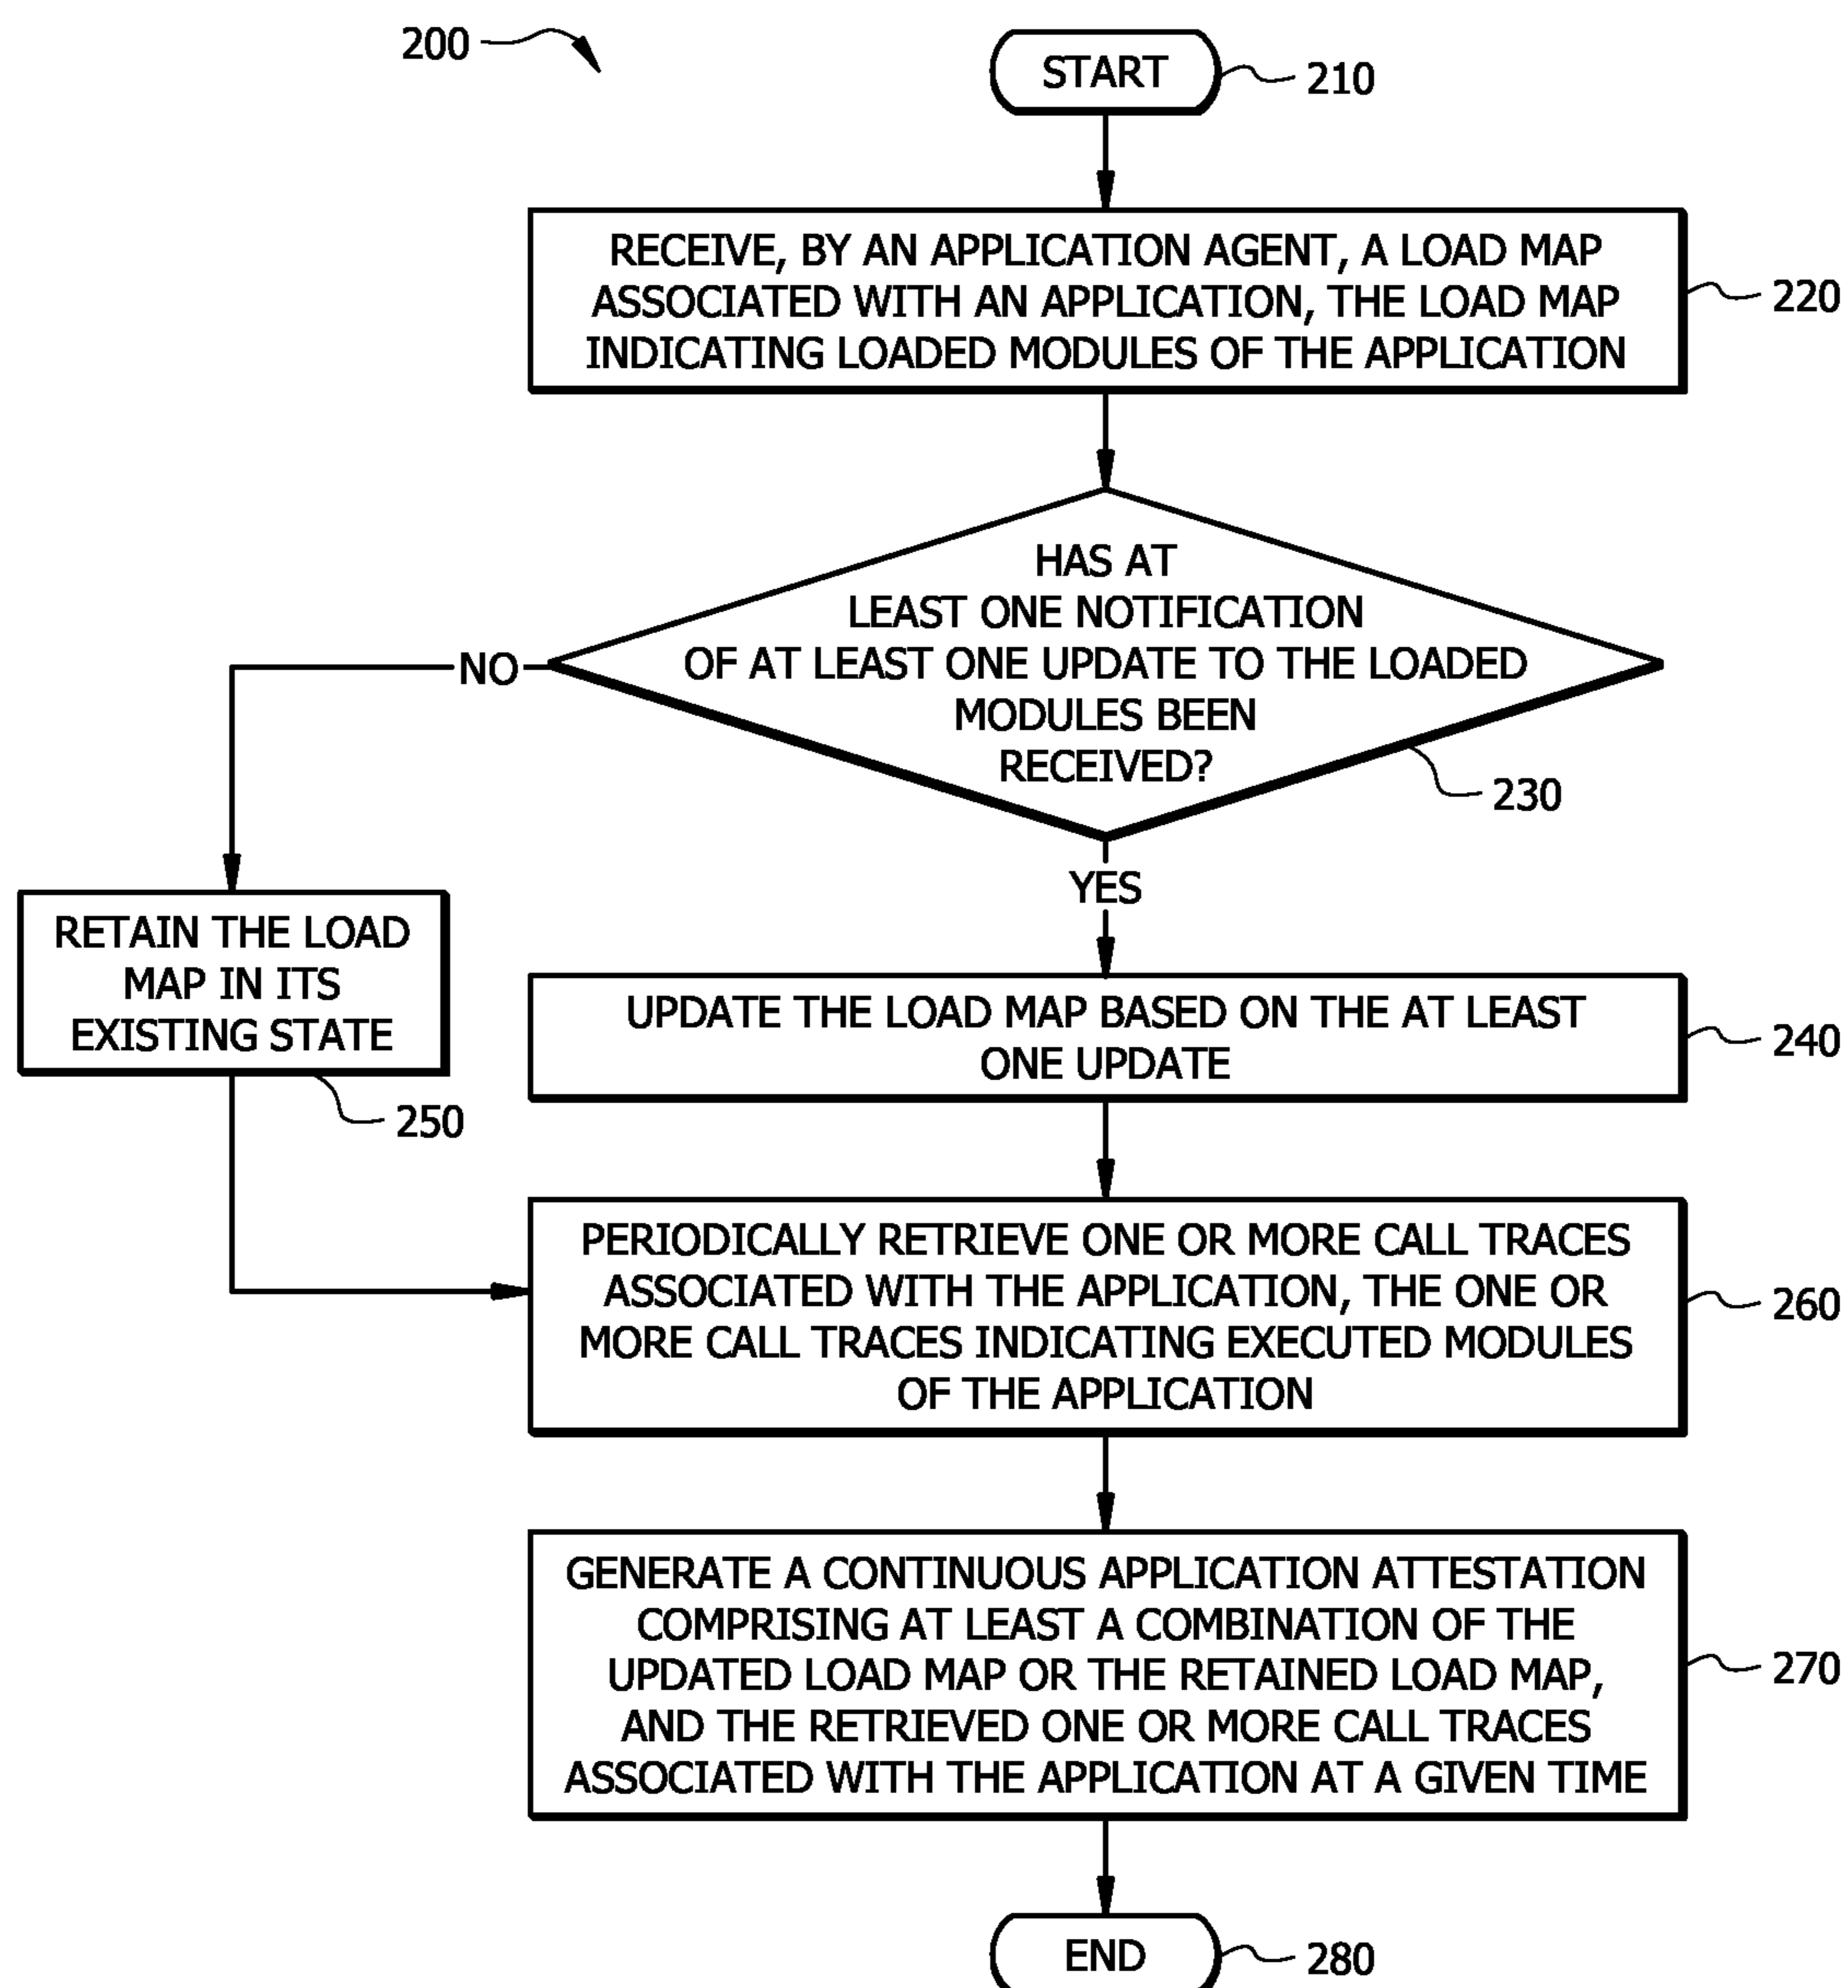 200
START
210
RECEIVE, BY AN APPLICATION AGENT, A LOAD MAP
ASSOCIATED WITH AN APPLICATION, THE LOAD MAP
INDICATING LOADED MODULES OF THE APPLICATION
220
HAS AT
LEAST ONE NOTIFICATION
OF AT LEAST ONE UPDATE TO THE LOADED
MODULES BEEN
RECEIVED?
230
NO
YES
RETAIN THE LOAD
MAP IN ITS
EXISTING STATE
250
UPDATE THE LOAD MAP BASED ON THE AT LEAST
ONE UPDATE
240
PERIODICALLY RETRIEVE ONE OR MORE CALL TRACES
ASSOCIATED WITH THE APPLICATION, THE ONE OR
MORE CALL TRACES INDICATING EXECUTED MODULES
OF THE APPLICATION
260
GENERATE A CONTINUOUS APPLICATION ATTESTATION
COMPRISING AT LEAST A COMBINATION OF THE
UPDATED LOAD MAP OR THE RETAINED LOAD MAP,
AND THE RETRIEVED ONE OR MORE CALL TRACES
ASSOCIATED WITH THE APPLICATION AT A GIVEN TIME
270
END
280